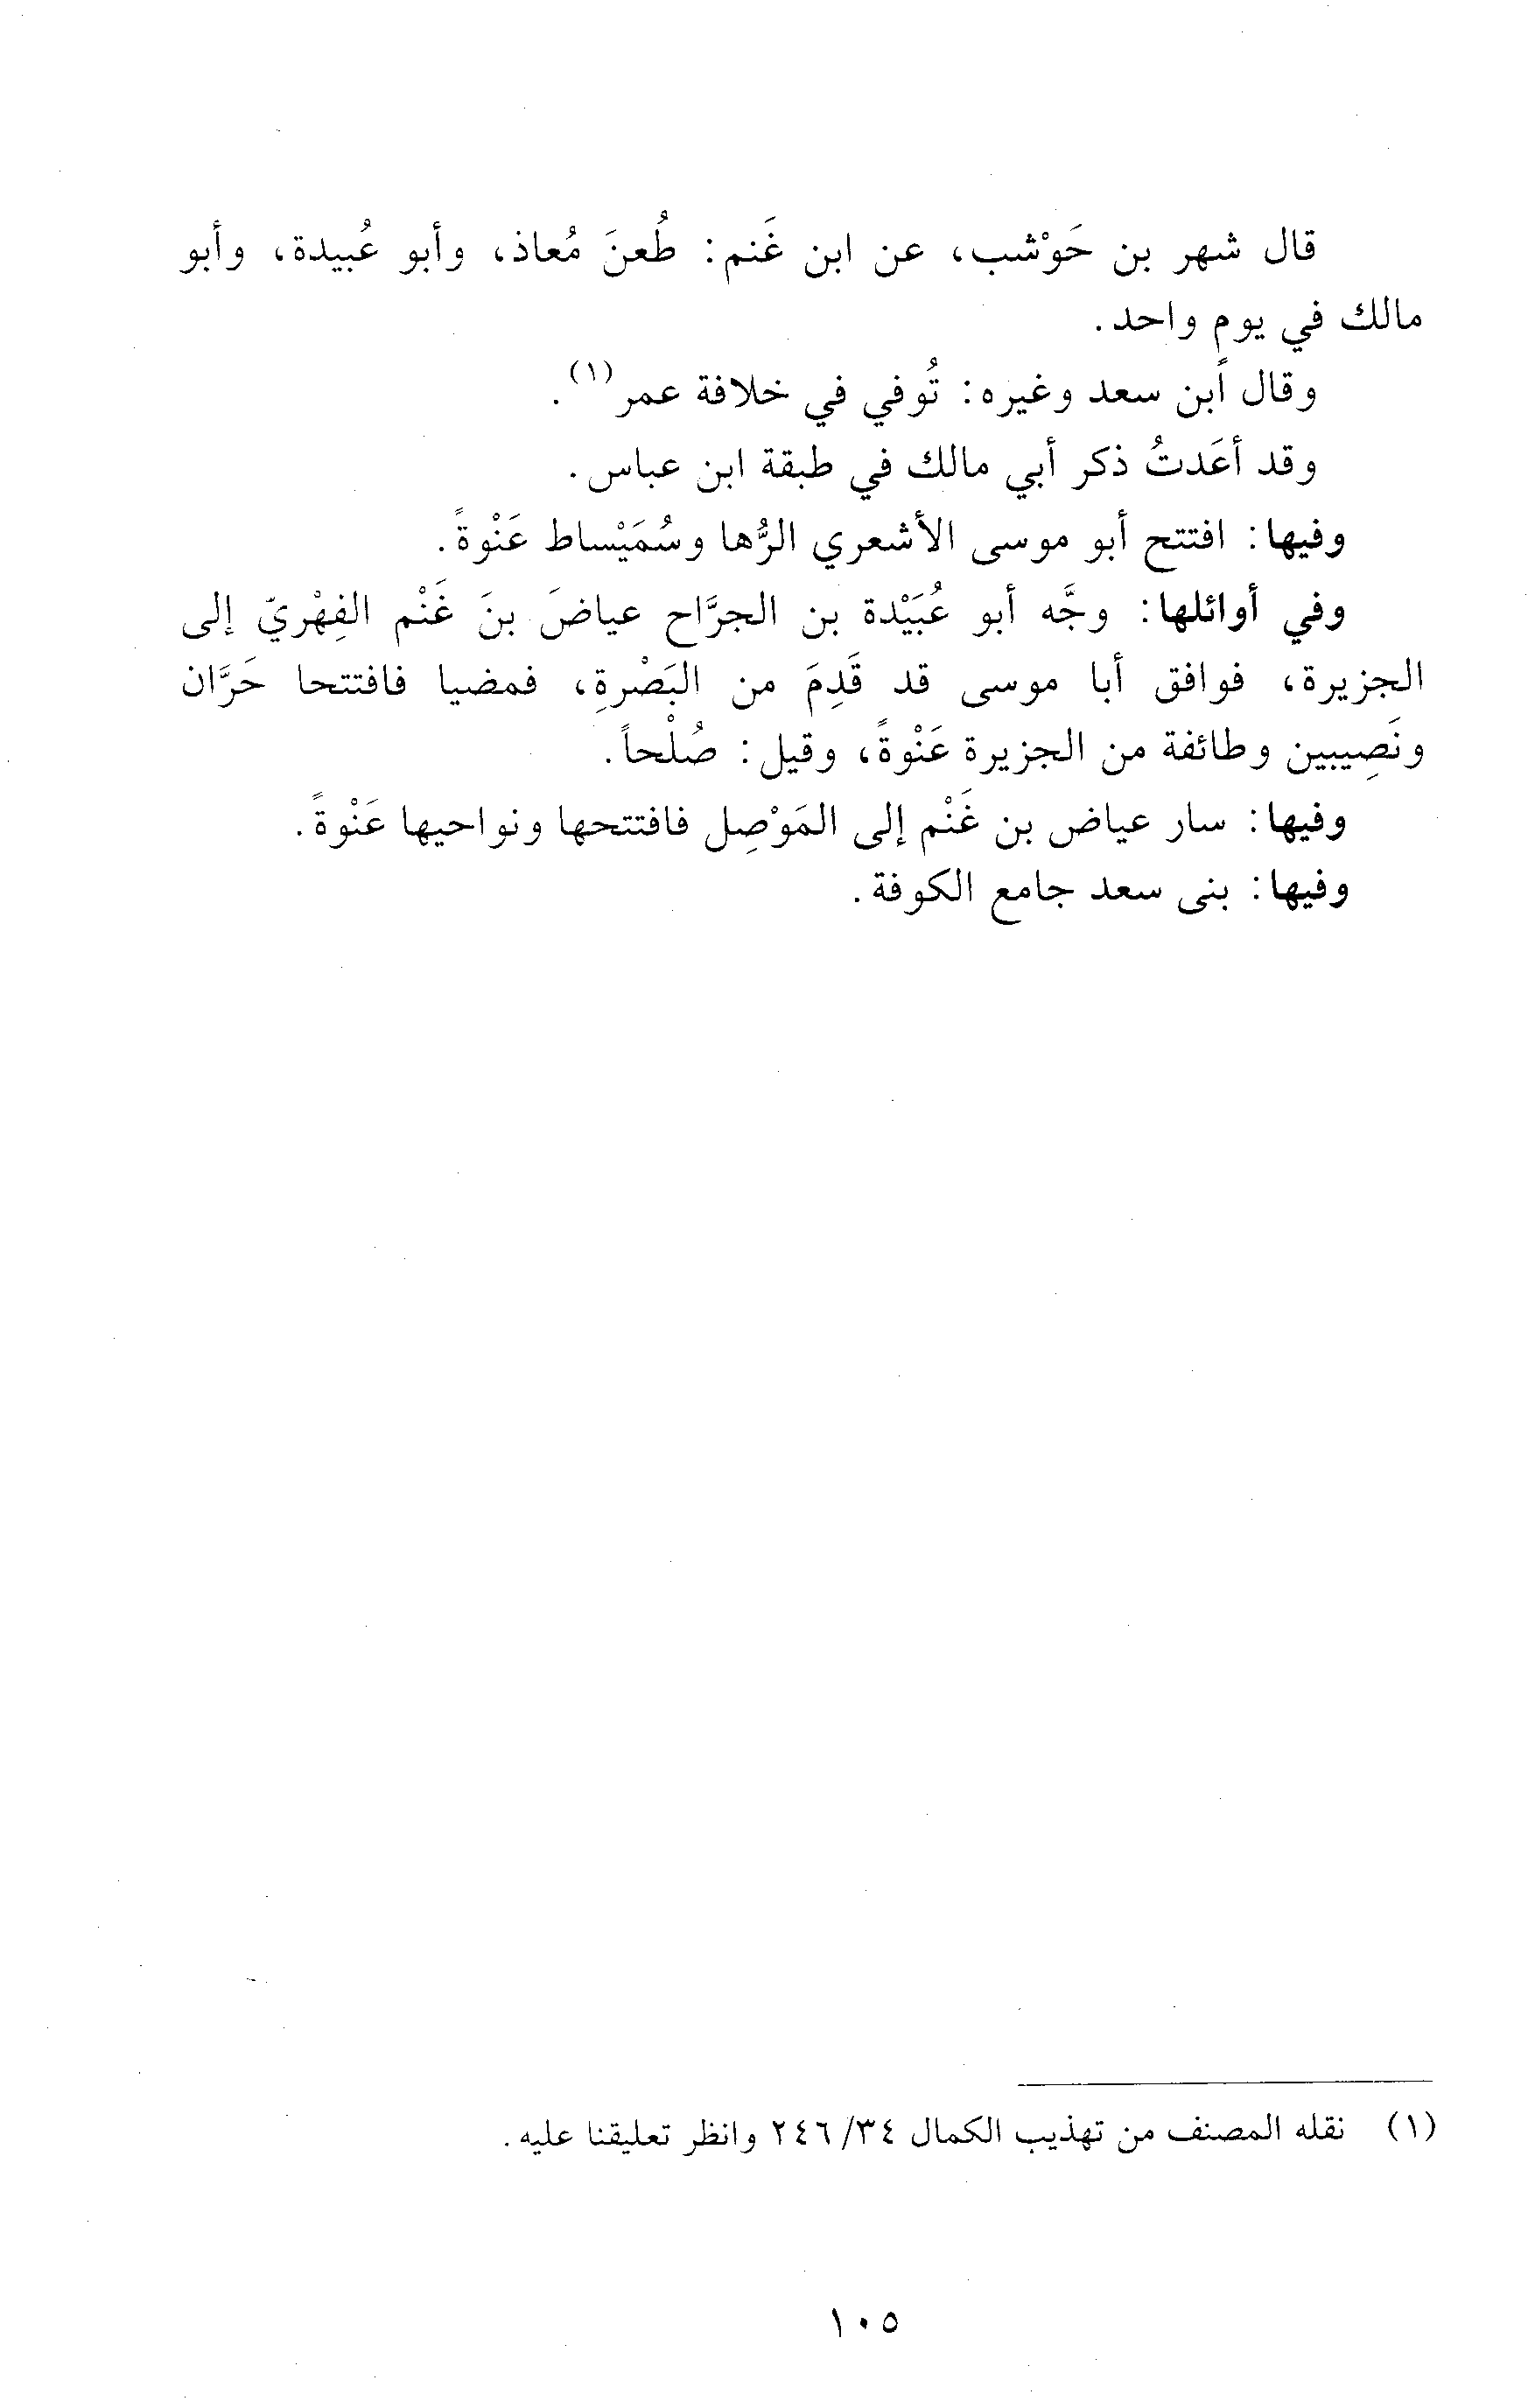 قال شهر بن حَوْشب، عن ابن غَنم: طُعنَ مُعاذ، وأبو عُبيدة، وأبو
مالك في يوم واحد.
وقال ابن سعد وغيره: تُوفي في خلافة عمر(١).
وقد أعَدتُ ذكر أبي مالك في طبقة ابن عباس.
وفيها: افتتح أبو موسى الأشعري الرُّها وسُمَيْساط عَنْوةً.
وفي أوائلها: وجَّه أبو عُبَيْدة بن الجرَّاح عياضَ بنَ غَنْم الفِهْريّ إلى
الجزيرة، فوافق أبا موسى قد قَدِمَ من البَصْرةِ، فمضيا فافتتحا حَرَّان
ونَصِيبين وطائفة من الجزيرة عَنْوةً، وقيل: صُلْحاً.
وفيها: سار عياض بن غَنْم إلى المَوْصِل فافتتحها ونواحيها عَنْوةً.
وفيها: بنى سعد جامع الكوفة.
(١) نقله المصنف من تهذيب الكمال ٣٤/ ٢٤٦ وانظر تعليقنا عليه.
١٠٥